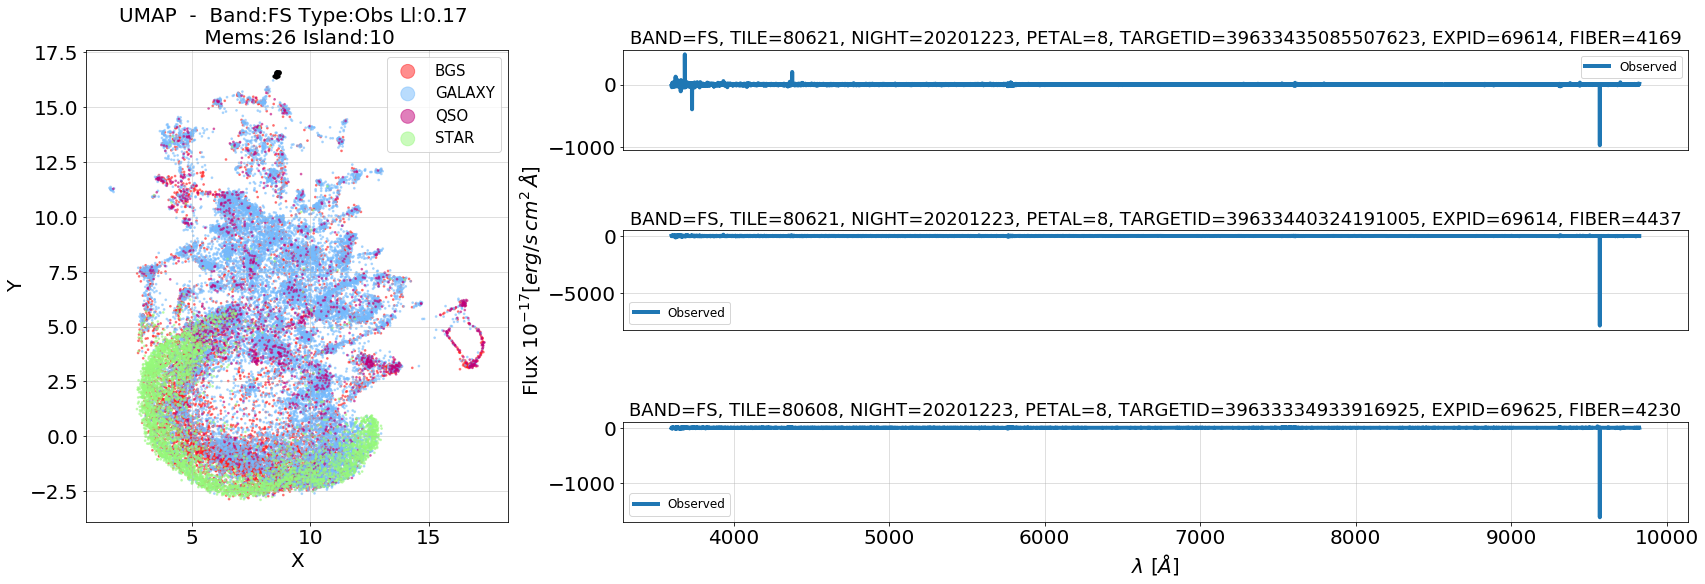 UMAP - Band:FS Type:Obs Ll:0.17
Mems:26 Island:10
17.5
15.0
12.5
10.0
7.5
5.0
2.5
0.0
−2.5
Y
5
10
15
X
BGS
GALAXY
QSO
STAR
Flux 10⁻¹⁷[erg/s cm² Å]
BAND=FS, TILE=80621, NIGHT=20201223, PETAL=8, TARGETID=39633435085507623, EXPID=69614, FIBER=4169
0
−1000
Observed
BAND=FS, TILE=80621, NIGHT=20201223, PETAL=8, TARGETID=39633440324191005, EXPID=69614, FIBER=4437
0
−5000
Observed
BAND=FS, TILE=80608, NIGHT=20201223, PETAL=8, TARGETID=39633334933916925, EXPID=69625, FIBER=4230
0
−1000
Observed
4000
5000
6000
7000
8000
9000
10000
λ [Å]